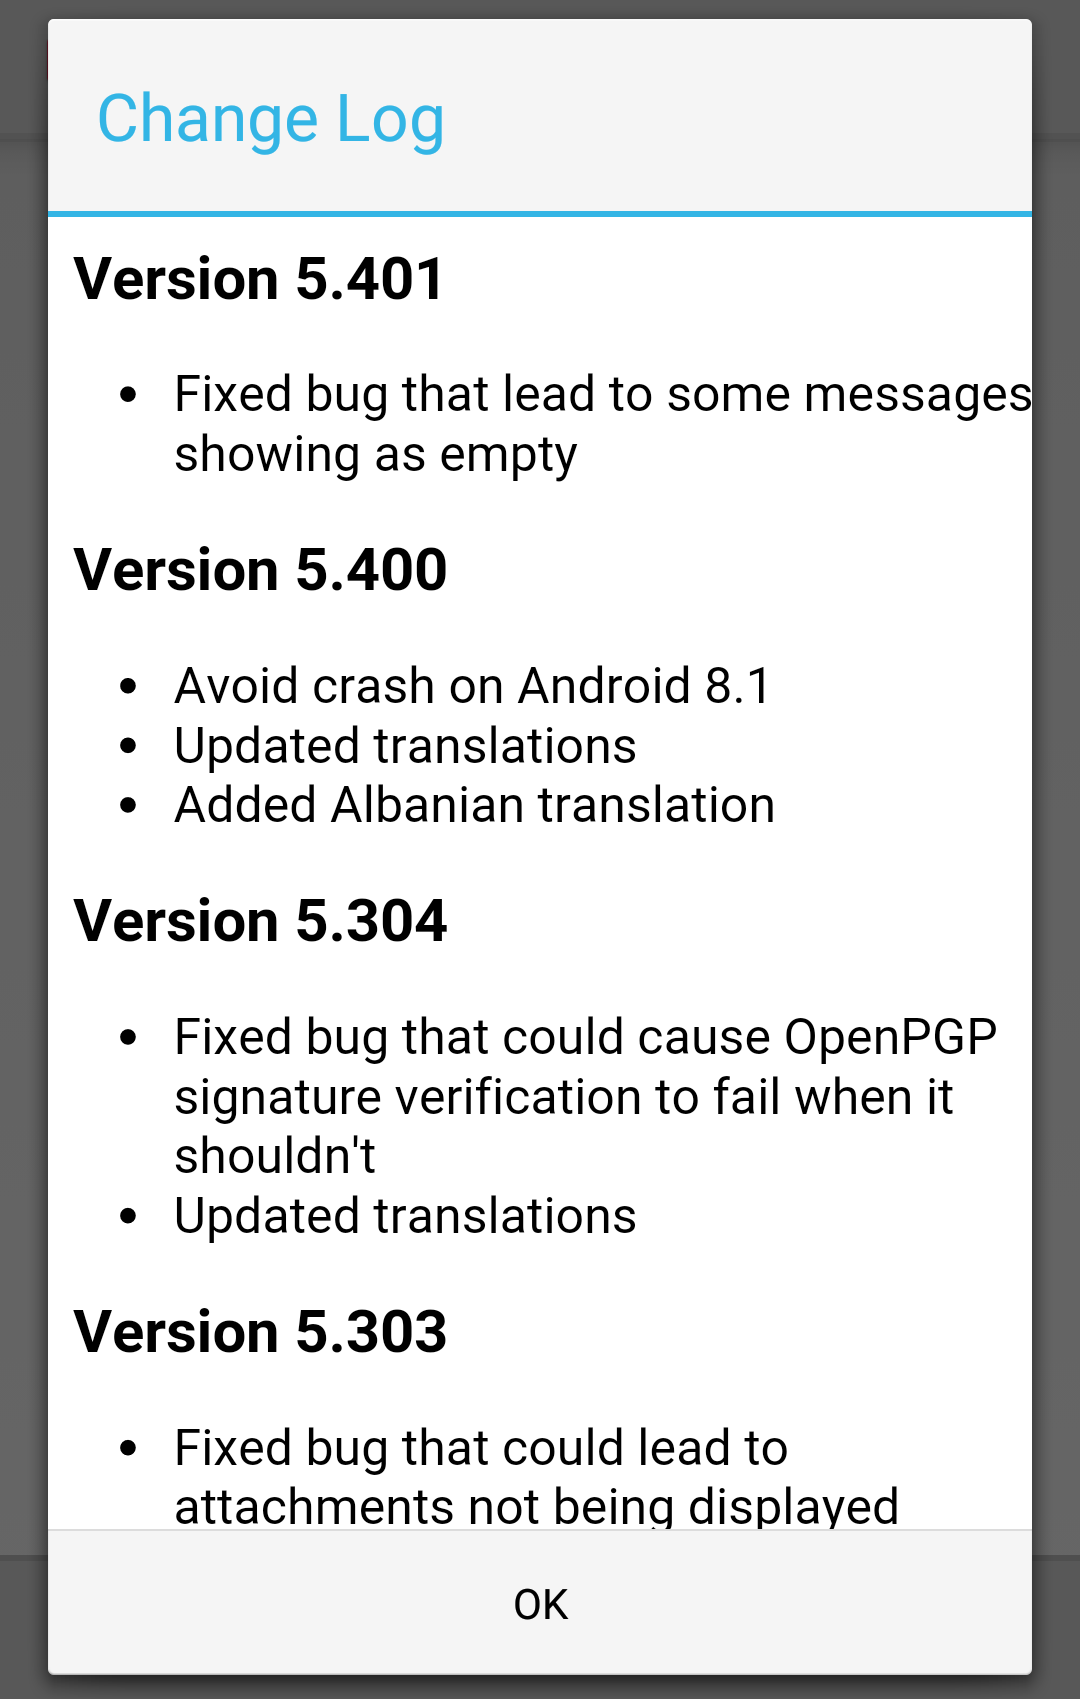 Change Log
Version 5.401
• Fixed bug that lead to some messages
showing as empty
Version 5.400
• Avoid crash on Android 8.1
• Updated translations
• Added Albanian translation
Version 5.304
• Fixed bug that could cause OpenPGP
signature verification to fail when it
shouldn't
• Updated translations
Version 5.303
• Fixed bug that could lead to
attachments not being displayed
OK